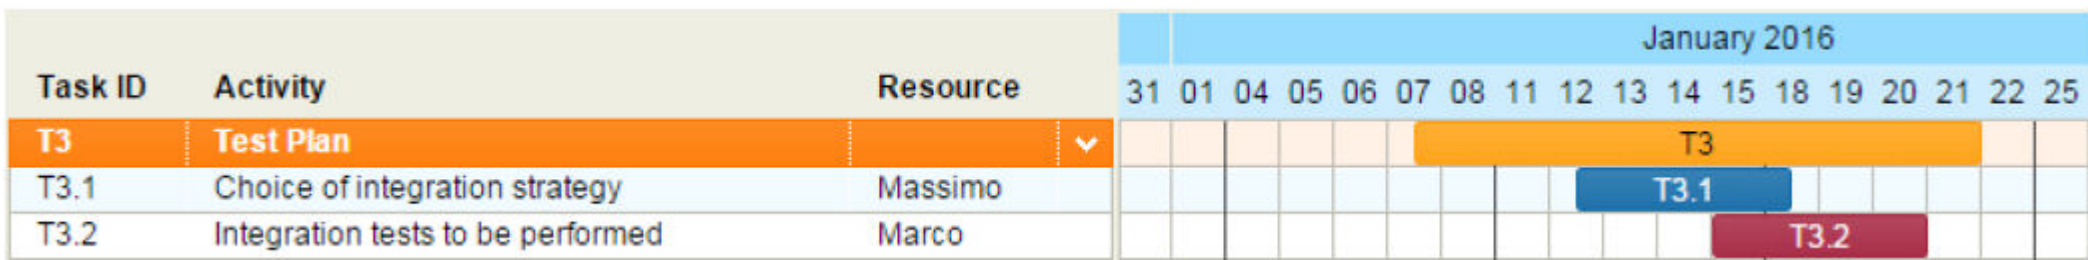 January 2016
Task ID Activity Resource 31 01 04 05 06 07 08 11 12 13 14 15 18 19 20 21 22 25
T3 Test Plan T3
T3.1 Choice of integration strategy Massimo T3.1
T3.2 Integration tests to be performed Marco T3.2